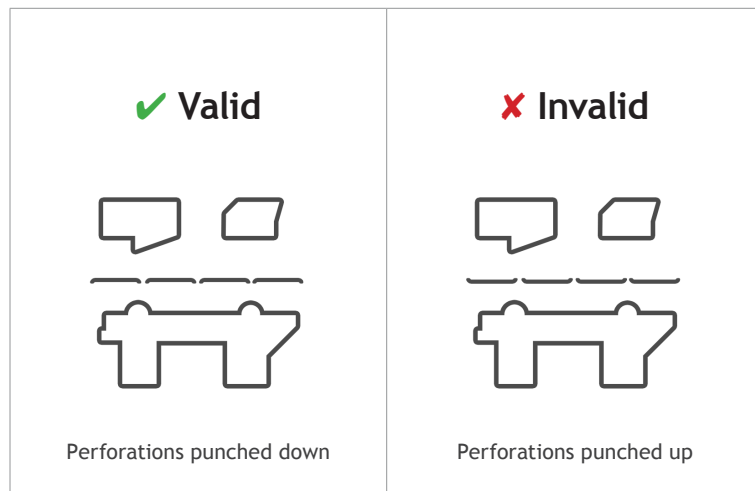 ✔ Valid
✘ Invalid
Perforations punched down
Perforations punched up